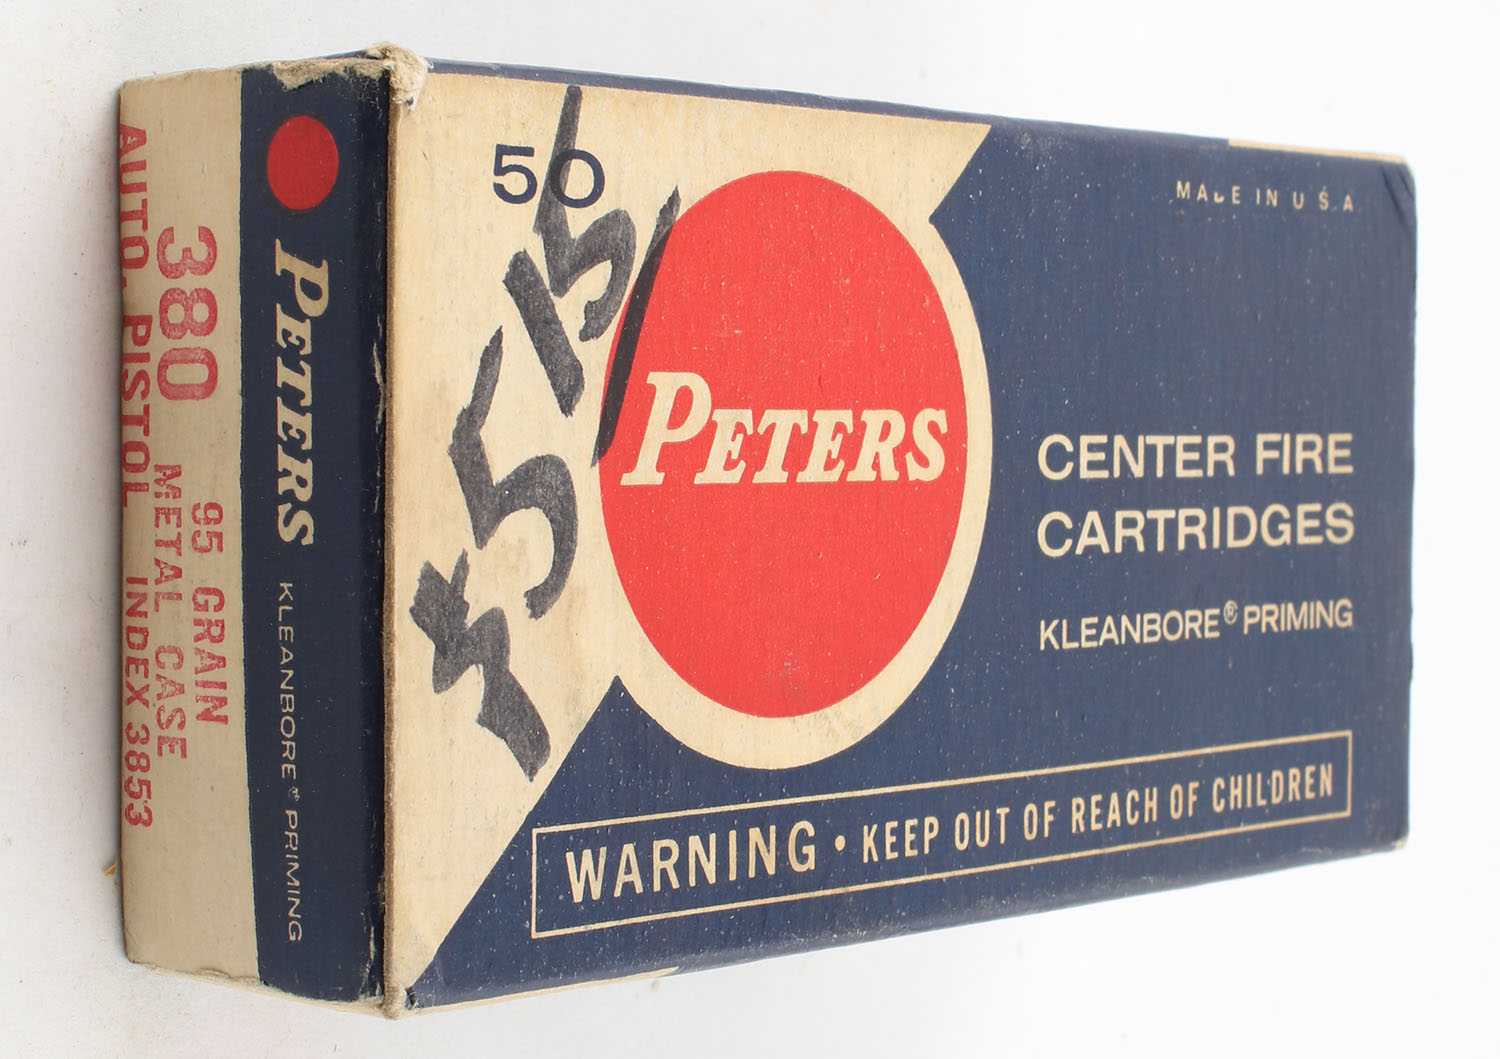 50
$5.15
MADE IN U.S.A.
PETERS
CENTER FIRE
CARTRIDGES
KLEANBORE® PRIMING
WARNING • KEEP OUT OF REACH OF CHILDREN
PETERS KLEANBORE® PRIMING
380 95 GRAIN
METAL CASE
AUTO. PISTOL INDEX 3853